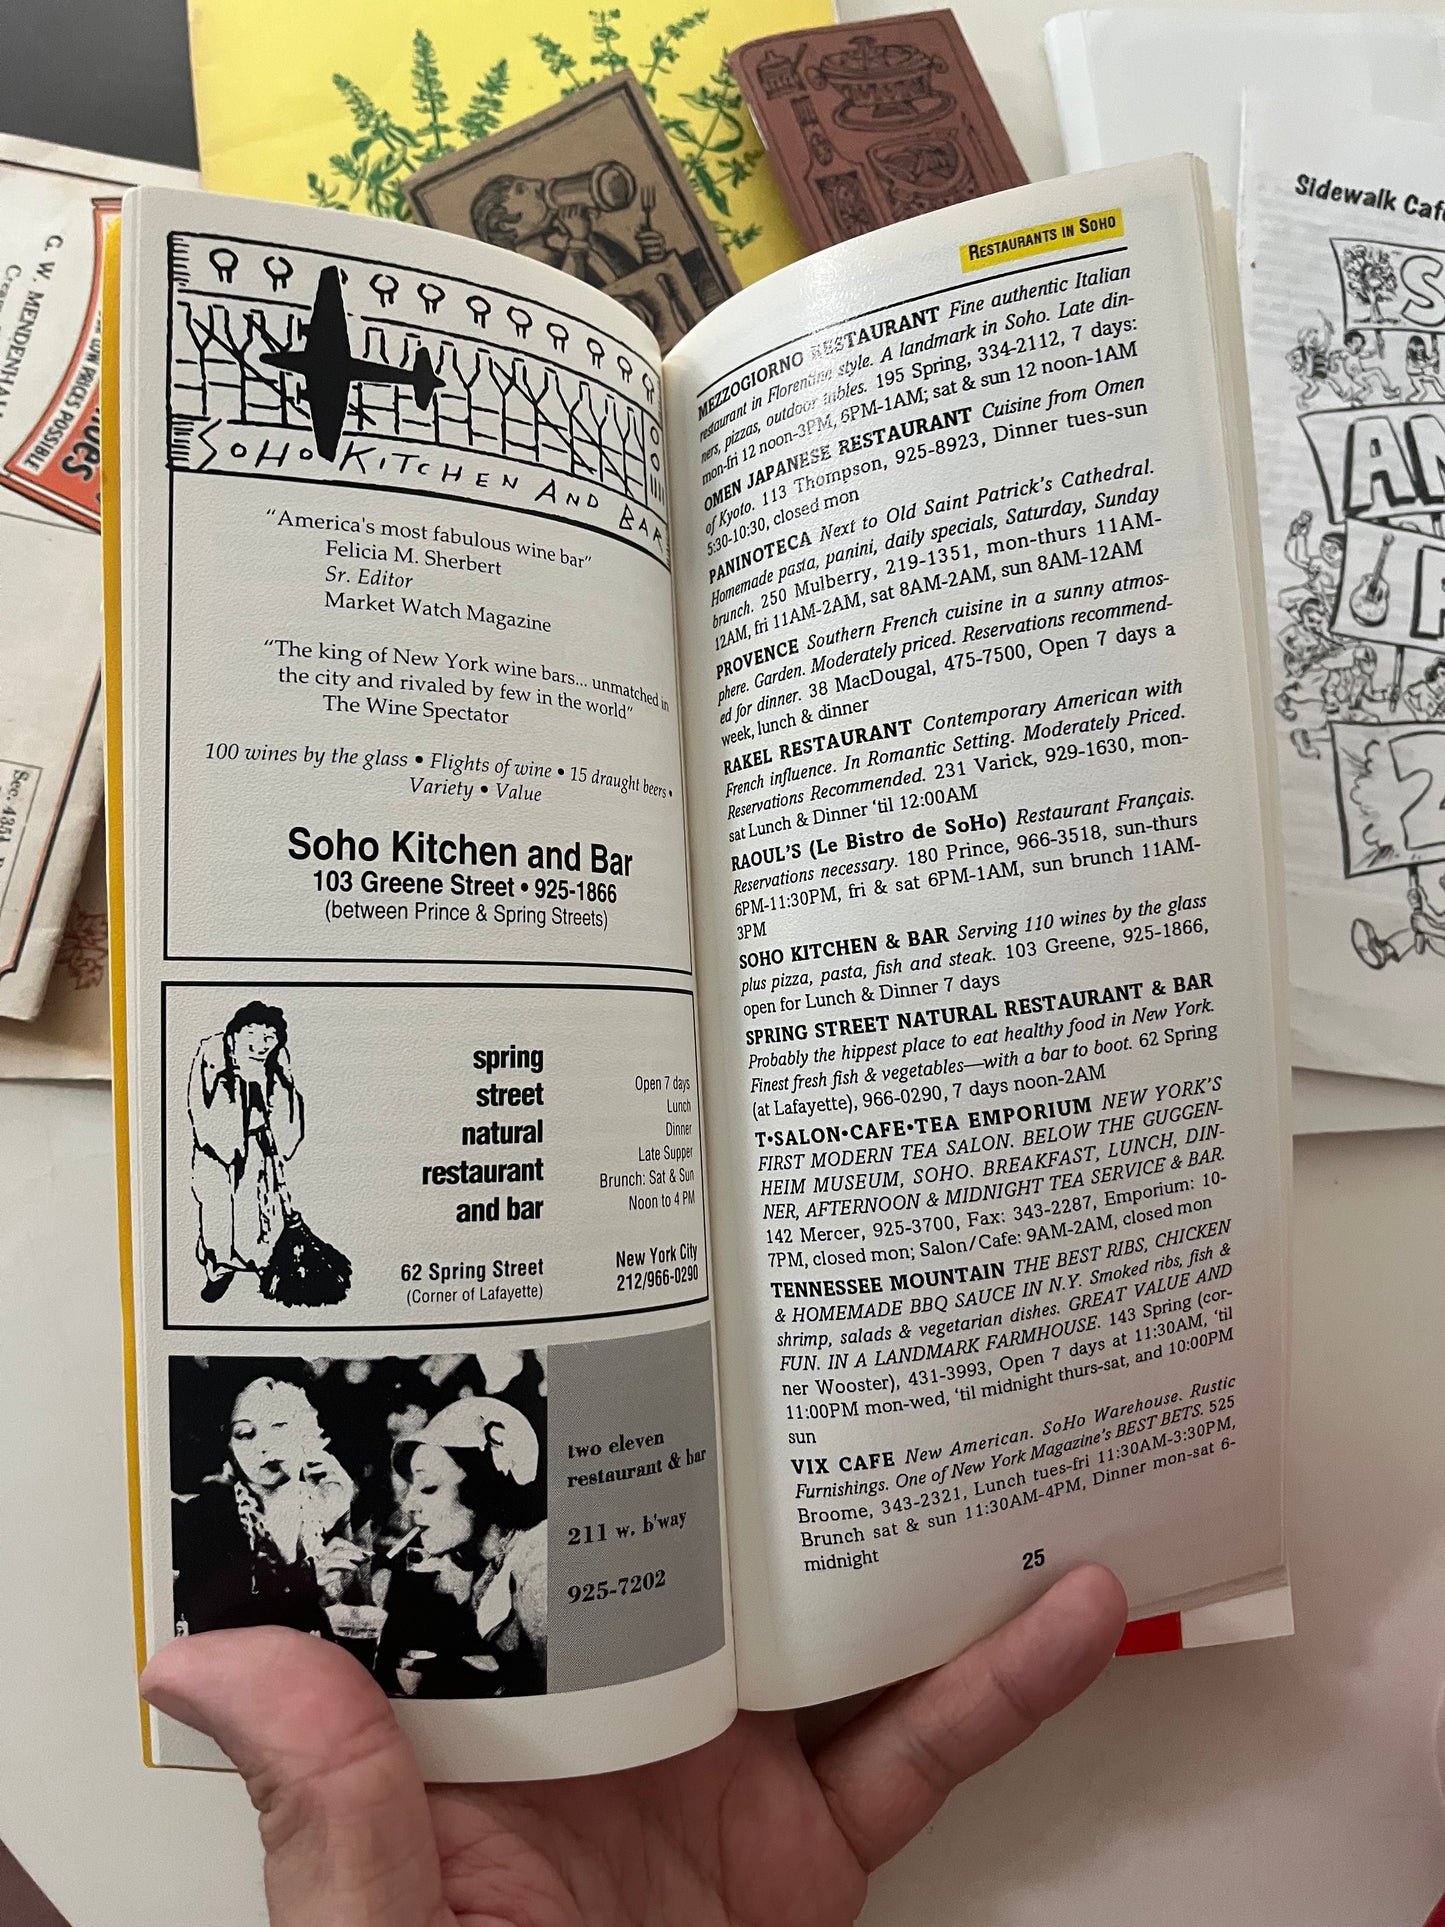 G. W. MENDENHA
LOW PRICES POSSIBLE
Sec. 435½
Sidewalk Caf
SOHO KITCHEN AND BAR
"America's most fabulous wine bar"
Felicia M. Sherbert
Sr. Editor
Market Watch Magazine
"The king of New York wine bars... unmatched in
the city and rivaled by few in the world"
The Wine Spectator
100 wines by the glass • Flights of wine • 15 draught beers •
Variety • Value
Soho Kitchen and Bar
103 Greene Street • 925-1866
(between Prince & Spring Streets)
spring
street
natural
restaurant
and bar
62 Spring Street
(Corner of Lafayette)
Open 7 days
Lunch
Dinner
Late Supper
Brunch: Sat & Sun
Noon to 4 PM
New York City
212/966-0290
two eleven
restaurant & bar
211 w. b'way
925-7202
RESTAURANTS IN SOHO
MEZZOGIORNO RESTAURANT Fine authentic Italian
restaurant in Florentine style. A landmark in Soho. Late din-
ners, pizzas, outdoor tables. 195 Spring, 334-2112, 7 days:
mon-fri 12 noon-3PM, 6PM-1AM; sat & sun 12 noon-1AM
OMEN JAPANESE RESTAURANT Cuisine from Omen
of Kyoto. 113 Thompson, 925-8923, Dinner tues-sun
5:30-10:30, closed mon
PANINOTECA Next to Old Saint Patrick's Cathedral.
Homemade pasta, panini, daily specials, Saturday, Sunday
brunch. 250 Mulberry, 219-1351, mon-thurs 11AM-
12AM, fri 11AM-2AM, sat 8AM-2AM, sun 8AM-12AM
PROVENCE Southern French cuisine in a sunny atmos-
phere. Garden. Moderately priced. Reservations recommend-
ed for dinner. 38 MacDougal, 475-7500, Open 7 days a
week, lunch & dinner
RAKEL RESTAURANT Contemporary American with
French influence. In Romantic Setting. Moderately Priced.
Reservations Recommended. 231 Varick, 929-1630, mon-
sat Lunch & Dinner 'til 12:00AM
RAOUL'S (Le Bistro de SoHo) Restaurant Français.
Reservations necessary. 180 Prince, 966-3518, sun-thurs
6PM-11:30PM, fri & sat 6PM-1AM, sun brunch 11AM-
3PM
SOHO KITCHEN & BAR Serving 110 wines by the glass
plus pizza, pasta, fish and steak. 103 Greene, 925-1866,
open for Lunch & Dinner 7 days
SPRING STREET NATURAL RESTAURANT & BAR
Probably the hippest place to eat healthy food in New York.
Finest fresh fish & vegetables—with a bar to boot. 62 Spring
(at Lafayette), 966-0290, 7 days noon-2AM
T•SALON•CAFE•TEA EMPORIUM NEW YORK'S
FIRST MODERN TEA SALON. BELOW THE GUGGEN-
HEIM MUSEUM, SOHO. BREAKFAST, LUNCH, DIN-
NER, AFTERNOON & MIDNIGHT TEA SERVICE & BAR.
142 Mercer, 925-3700, Fax: 343-2287, Emporium: 10-
7PM, closed mon; Salon/Cafe: 9AM-2AM, closed mon
TENNESSEE MOUNTAIN THE BEST RIBS, CHICKEN
& HOMEMADE BBQ SAUCE IN N.Y. Smoked ribs, fish &
shrimp, salads & vegetarian dishes. GREAT VALUE AND
FUN. IN A LANDMARK FARMHOUSE. 143 Spring (cor-
ner Wooster), 431-3993, Open 7 days at 11:30AM, 'til
11:00PM mon-wed, 'til midnight thurs-sat, and 10:00PM
sun
VIX CAFE New American. SoHo Warehouse. Rustic
Furnishings. One of New York Magazine's BEST BETS. 525
Broome, 343-2321, Lunch tues-fri 11:30AM-3:30PM,
Brunch sat & sun 11:30AM-4PM, Dinner mon-sat 6-
midnight
25